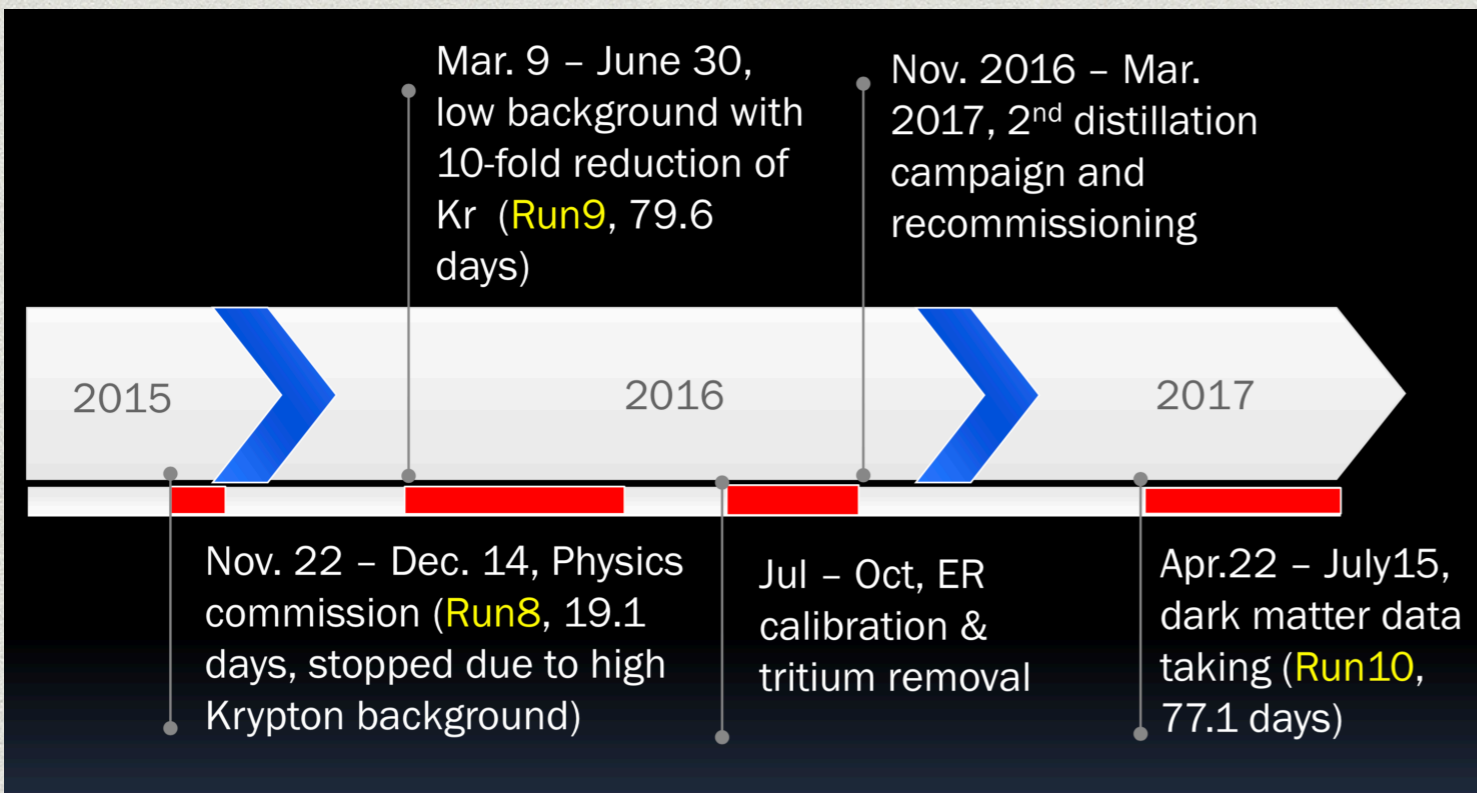 Mar. 9 – June 30,
low background with
10-fold reduction of
Kr (Run9, 79.6
days)
Nov. 2016 – Mar.
2017, 2nd distillation
campaign and
recommissioning
2015
2016
2017
Nov. 22 – Dec. 14, Physics
commission (Run8, 19.1
days, stopped due to high
Krypton background)
Jul – Oct, ER
calibration &
tritium removal
Apr.22 – July15,
dark matter data
taking (Run10,
77.1 days)